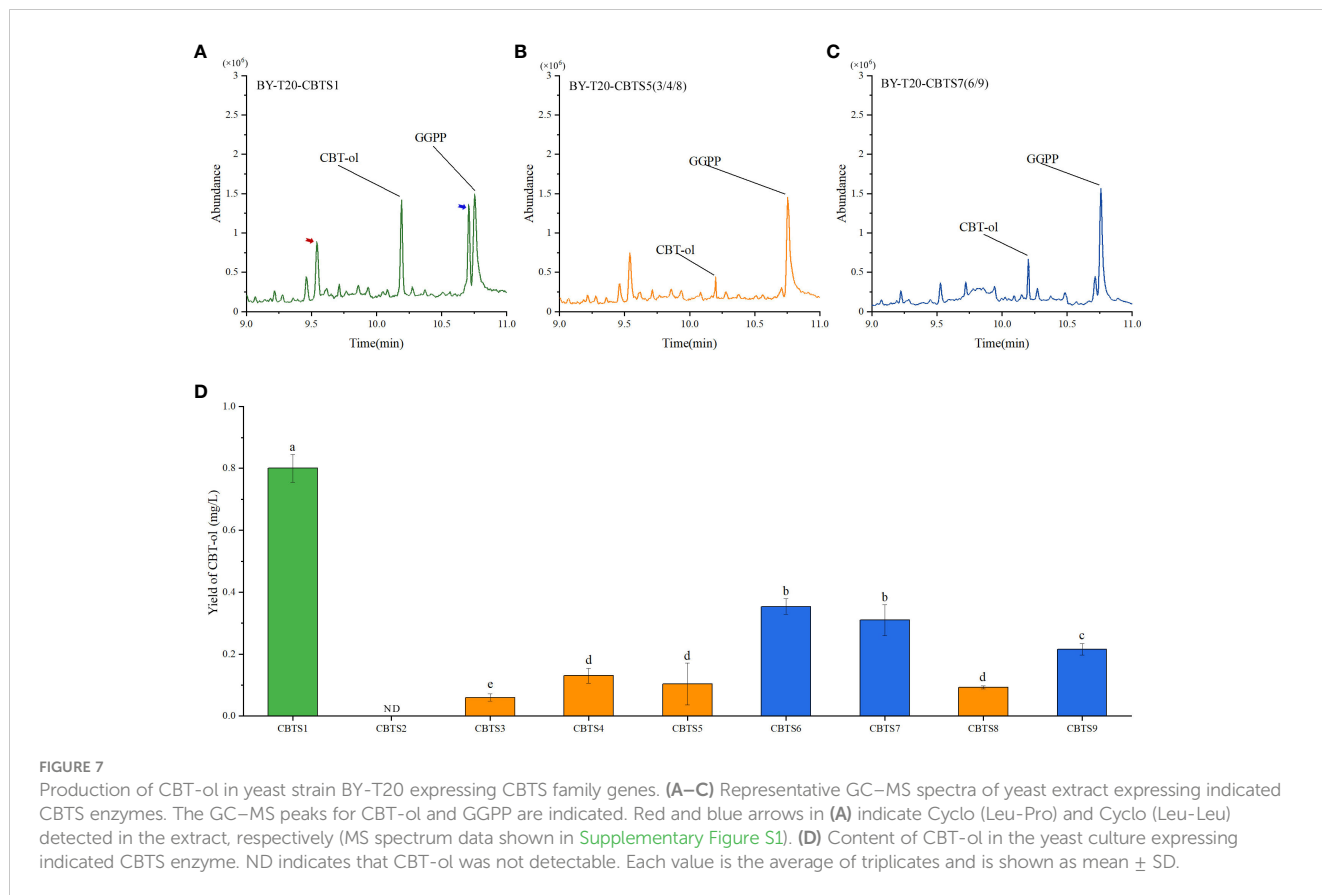 A
(×10⁶)
BY-T20-CBTS1
3
2.5
2
1.5
1
0.5
0
Abundance
CBT-ol
GGPP
9.0 9.5 10.0 10.5 11.0
Time(min)
B
(×10⁶)
BY-T20-CBTS5(3/4/8)
3
2.5
2
1.5
1
0.5
0
Abundance
GGPP
CBT-ol
9.0 9.5 10.0 10.5 11.0
Time(min)
C
(×10⁶)
BY-T20-CBTS7(6/9)
3
2.5
2
1.5
1
0.5
0
Abundance
GGPP
CBT-ol
9.0 9.5 10.0 10.5 11.0
Time(min)
D
1.0
0.8
0.6
0.4
0.2
0.0
Yield of CBT-ol (mg/L)
a ND e d d b b d c
CBTS1 CBTS2 CBTS3 CBTS4 CBTS5 CBTS6 CBTS7 CBTS8 CBTS9
FIGURE 7
Production of CBT-ol in yeast strain BY-T20 expressing CBTS family genes. (A–C) Representative GC–MS spectra of yeast extract expressing indicated
CBTS enzymes. The GC–MS peaks for CBT-ol and GGPP are indicated. Red and blue arrows in (A) indicate Cyclo (Leu-Pro) and Cyclo (Leu-Leu)
detected in the extract, respectively (MS spectrum data shown in Supplementary Figure S1). (D) Content of CBT-ol in the yeast culture expressing
indicated CBTS enzyme. ND indicates that CBT-ol was not detectable. Each value is the average of triplicates and is shown as mean ± SD.